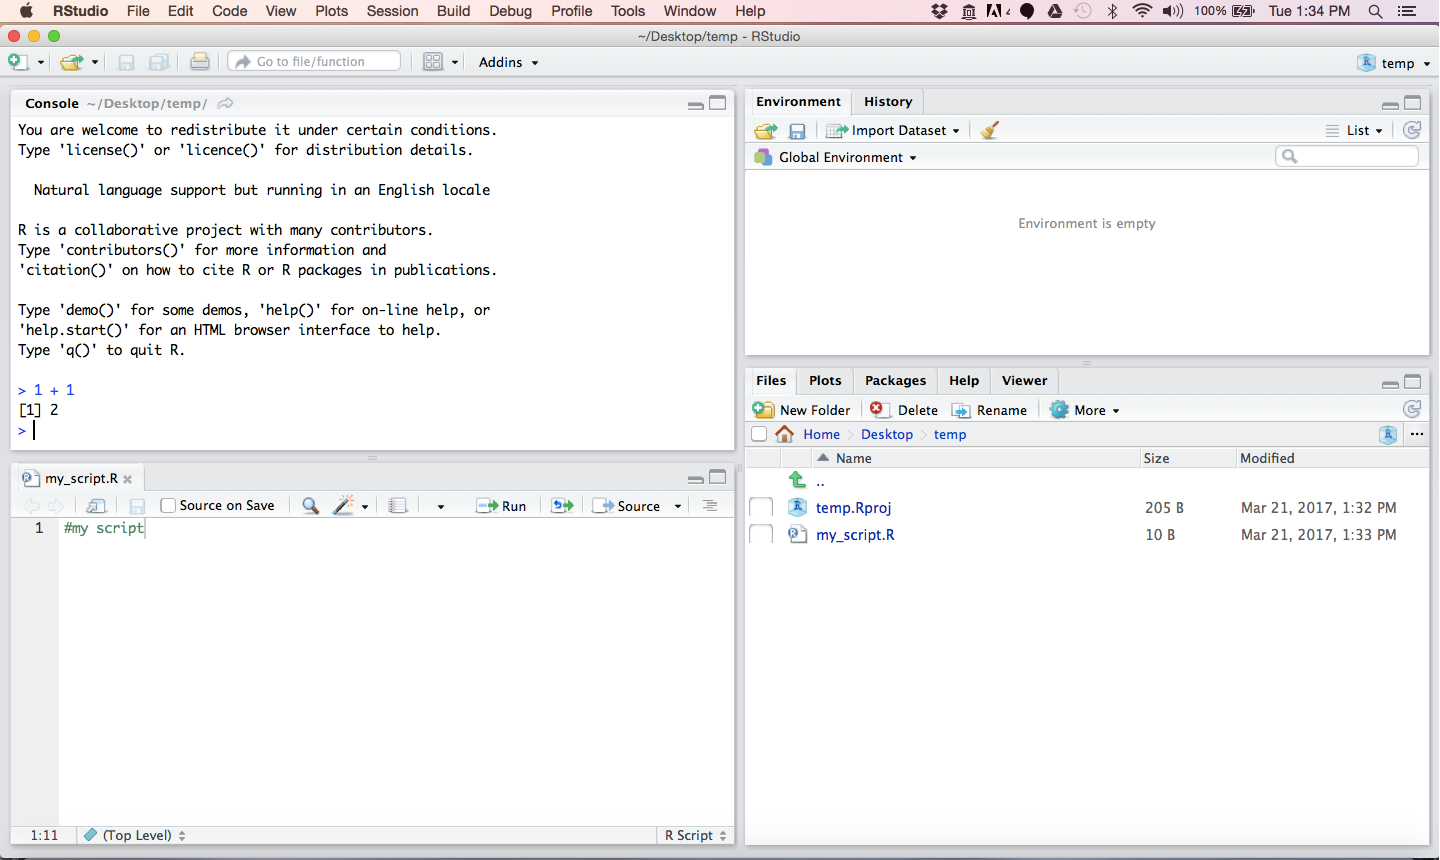 RStudio File Edit Code View Plots Session Build Debug Profile Tools Window Help 4 100% Tue 1:34 PM
~/Desktop/temp - RStudio
Go to file/function Addins temp
Console ~/Desktop/temp/
You are welcome to redistribute it under certain conditions.
Type 'license()' or 'licence()' for distribution details.
Natural language support but running in an English locale
R is a collaborative project with many contributors.
Type 'contributors()' for more information and
'citation()' on how to cite R or R packages in publications.
Type 'demo()' for some demos, 'help()' for on-line help, or
'help.start()' for an HTML browser interface to help.
Type 'q()' to quit R.
> 1 + 1
[1] 2
>
my_script.R
Source on Save Run Source
1 #my script
1:11 (Top Level) R Script
Environment History
Import Dataset List
Global Environment
Environment is empty
Files Plots Packages Help Viewer
New Folder Delete Rename More
Home Desktop temp ...
Name Size Modified
..
temp.Rproj 205 B Mar 21, 2017, 1:32 PM
my_script.R 10 B Mar 21, 2017, 1:33 PM